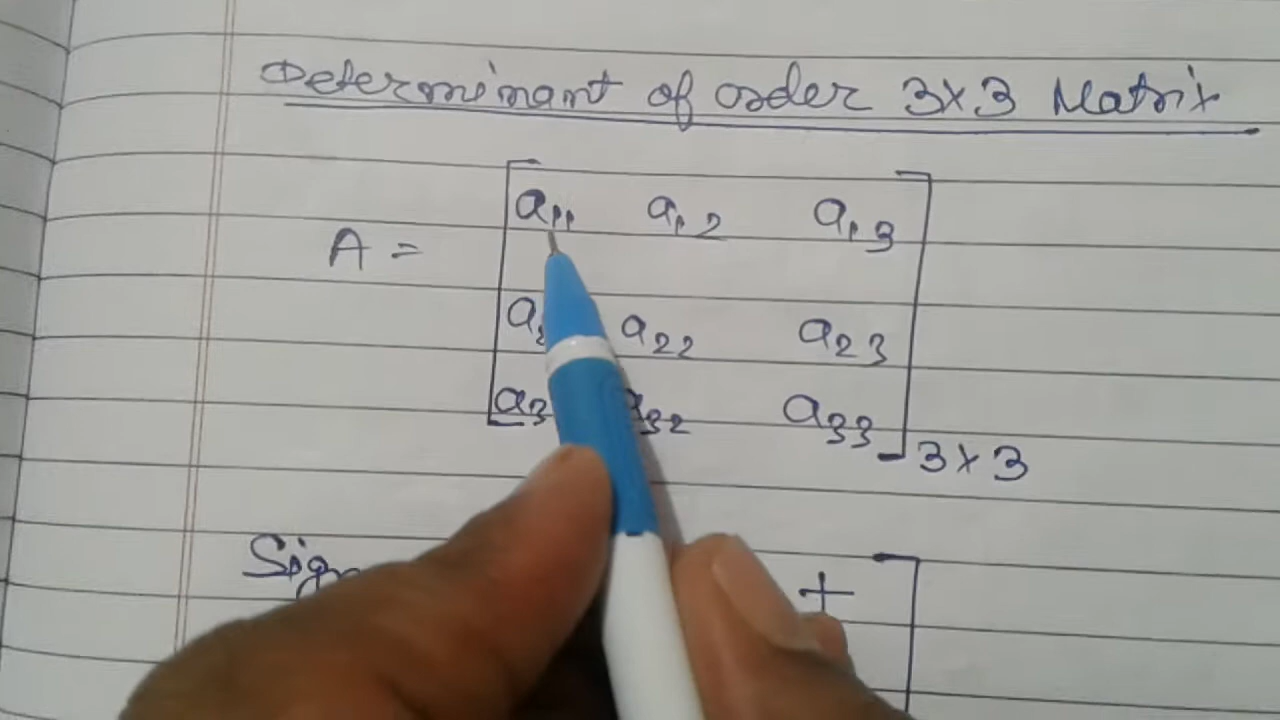 Determinant of order 3×3 Matrix
a11 a12 a13
A =
a22 a23
a33
3×3
+